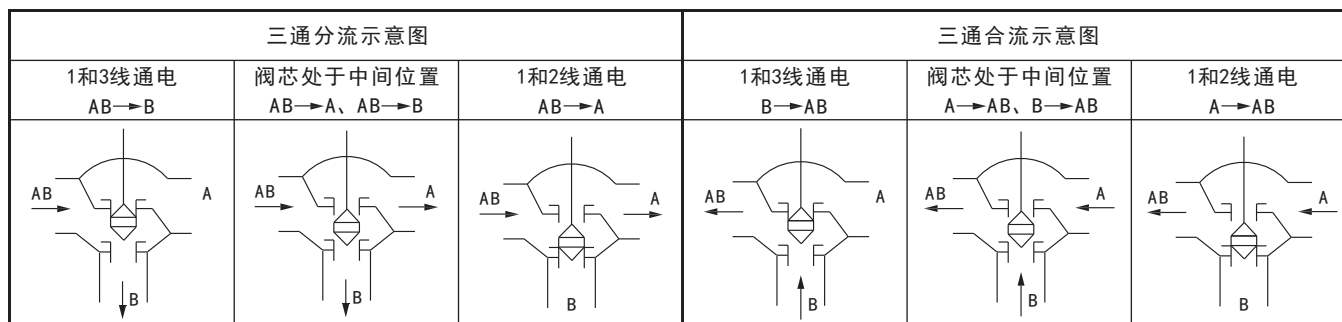 三通分流示意图
三通合流示意图
1和3线通电
AB→B
阀芯处于中间位置
AB→A、AB→B
1和2线通电
AB→A
1和3线通电
B→AB
阀芯处于中间位置
A→AB、B→AB
1和2线通电
A→AB
AB
A
B
AB
A
B
AB
A
B
AB
A
B
AB
A
B
AB
A
B